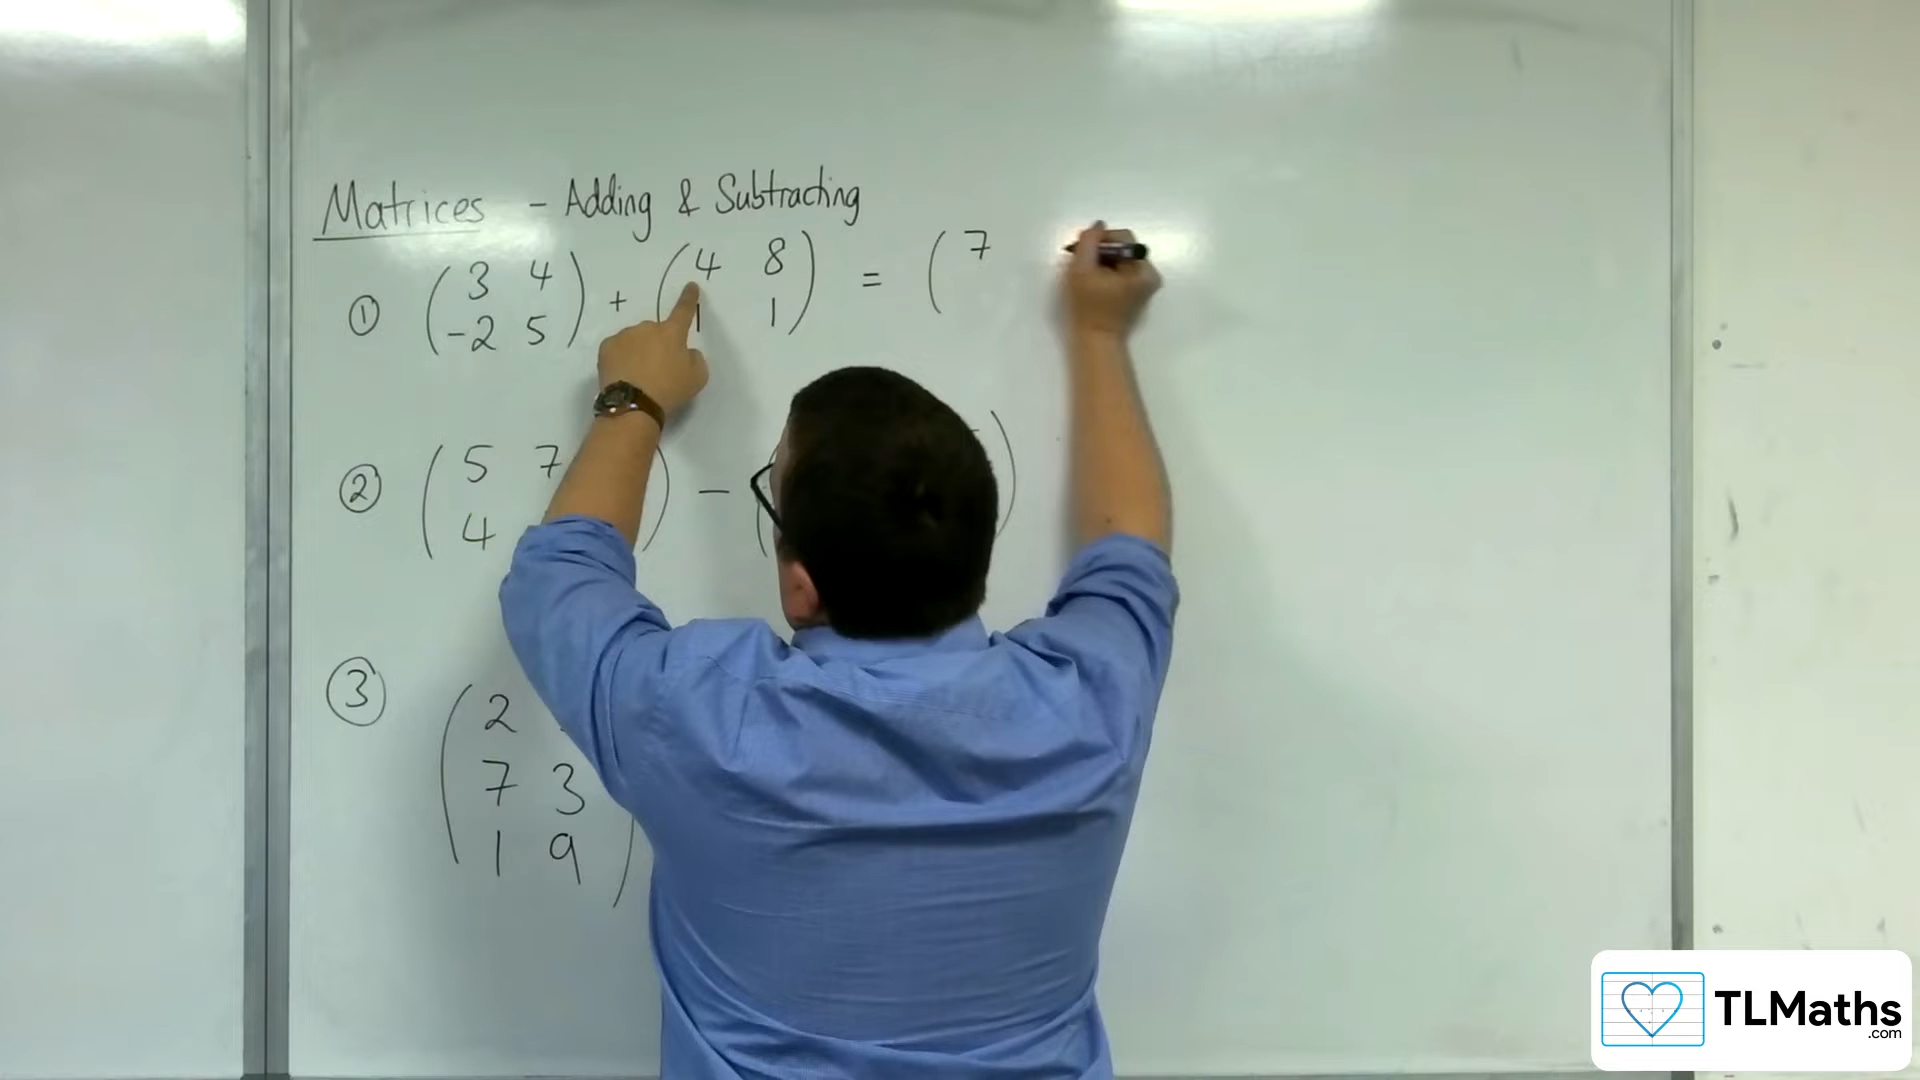 Matrices - Adding & Subtracting
① ( 3 4 ) + ( 4 8 ) = ( 7
-2 5 1 1
② ( 5 7 ) - (
4
③ ( 2
7 3
1 9 )
TLMaths
.com